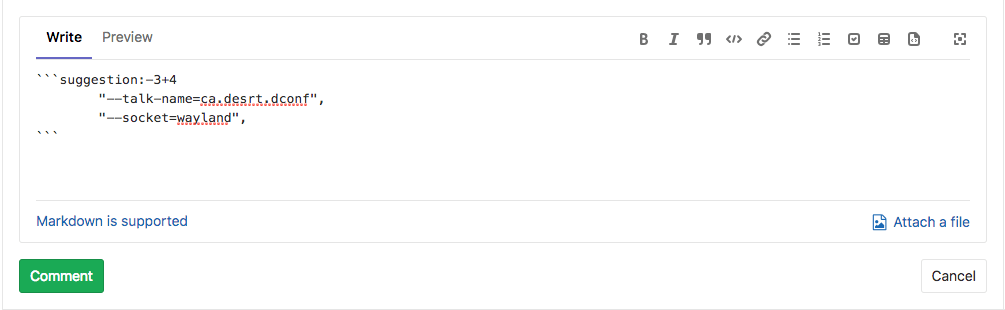 Write Preview
```suggestion:-3+4
        "--talk-name=ca.desrt.dconf",
        "--socket=wayland",
```
Markdown is supported
Attach a file
Comment
Cancel